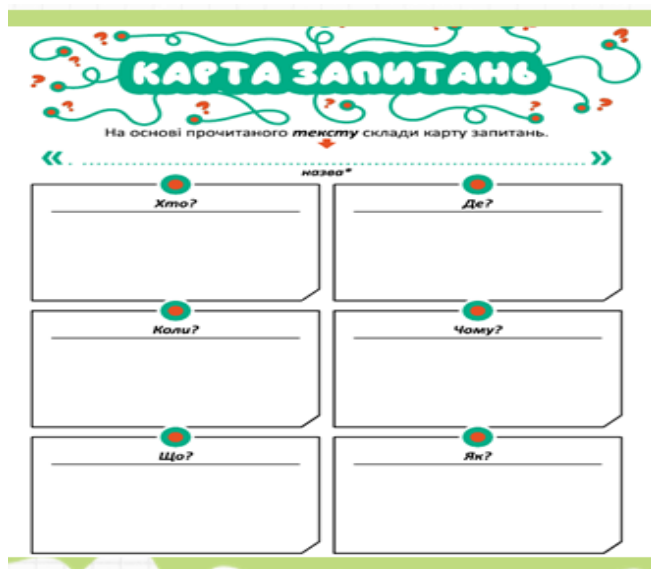 КАРТА ЗАПИТАНЬ
На основі прочитаного тексту склади карту запитань.
« »
назва*
Хто? Де?
Коли? Чому?
Що? Як?